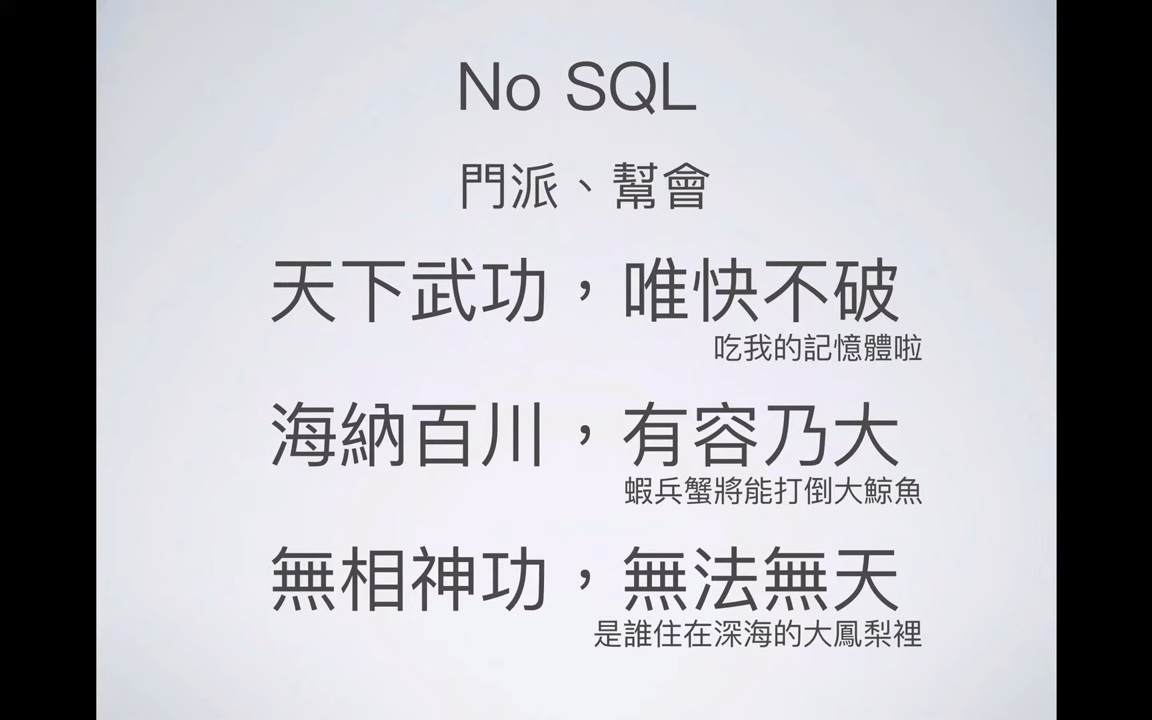 No SQL
門派、幫會
天下武功，唯快不破
吃我的記憶體啦
海納百川，有容乃大
蝦兵蟹將能打倒大鯨魚
無相神功，無法無天
是誰住在深海的大鳳梨裡